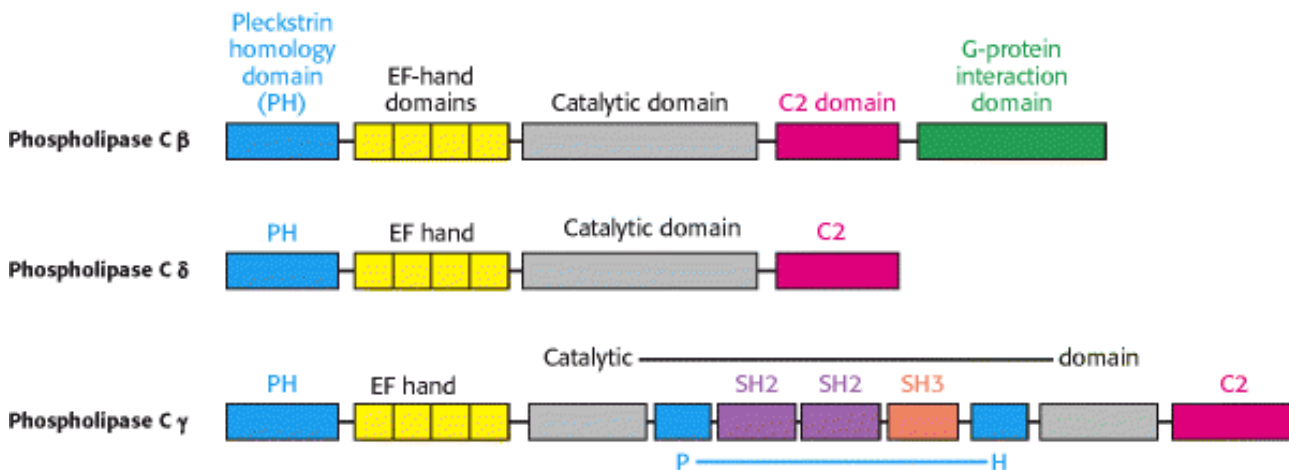 Pleckstrin
homology
domain
(PH)
EF-hand
domains
Catalytic domain
C2 domain
G-protein
interaction
domain
Phospholipase C β
PH
EF hand
Catalytic domain
C2
Phospholipase C δ
Catalytic domain
PH
EF hand
SH2
SH2
SH3
C2
Phospholipase C γ
P H